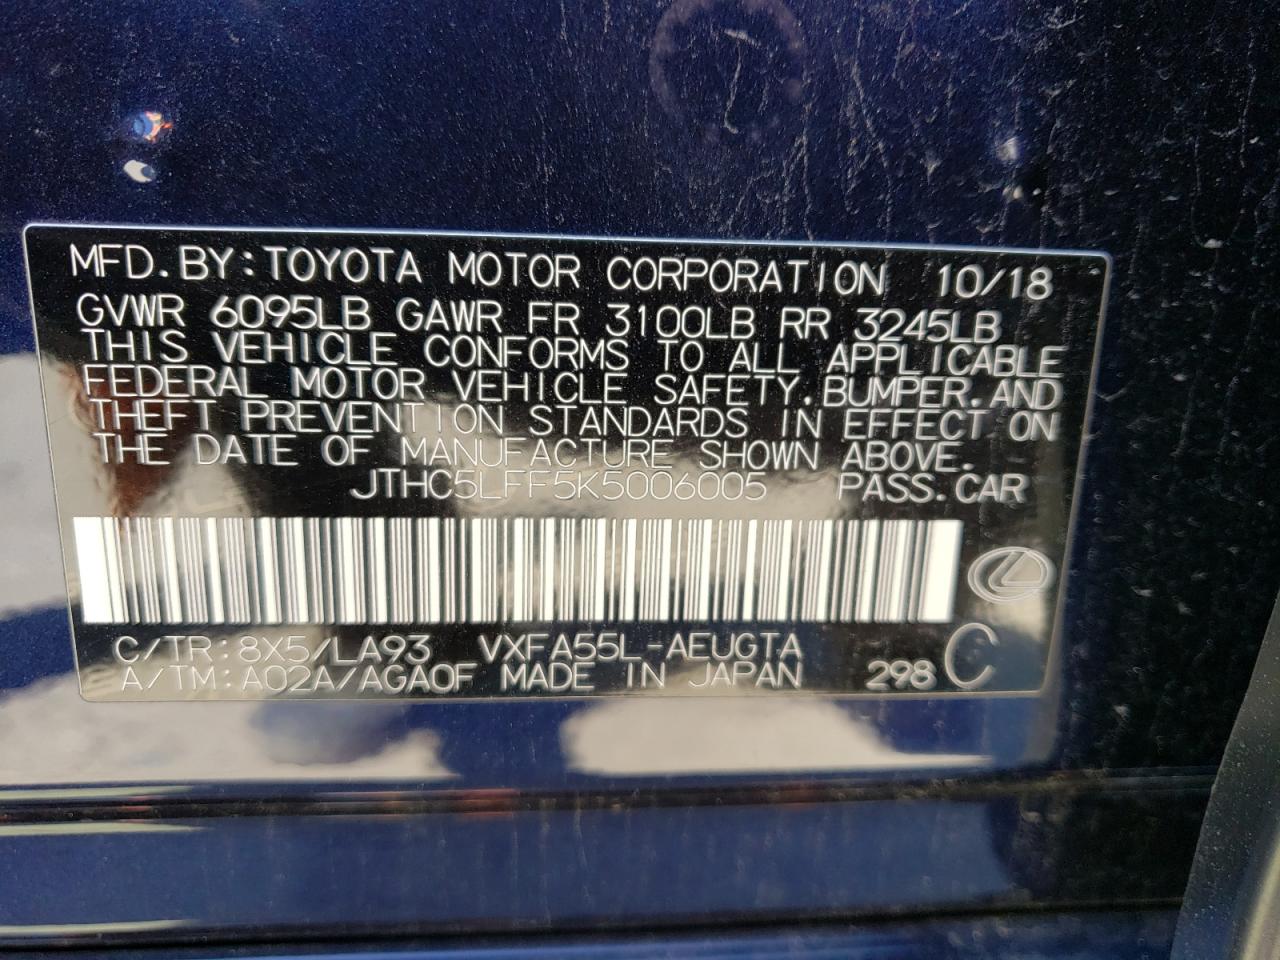 MFD.BY:TOYOTA MOTOR CORPORATION 10/18
GVWR 6095LB GAWR FR 3100LB RR 3245LB
THIS VEHICLE CONFORMS TO ALL APPLICABLE
FEDERAL MOTOR VEHICLE SAFETY.BUMPER.AND
THEFT PREVENTION STANDARDS IN EFFECT ON
THE DATE OF MANUFACTURE SHOWN ABOVE.
JTHC5LFF5K5006005 PASS.CAR
C/TR:8X5/LA93 VXFA55L-AEUGTA
A/TM:A02A/AGA0F MADE IN JAPAN 298 C